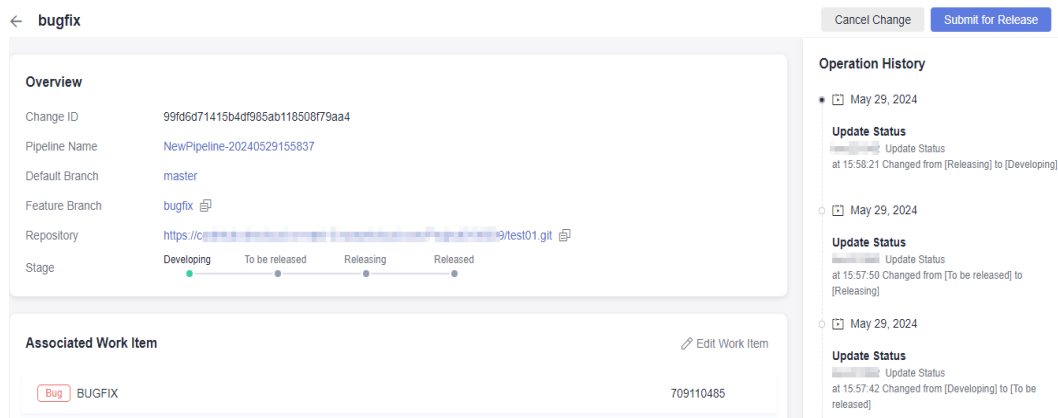 bugfix
Cancel Change
Submit for Release
Overview
Change ID 99fd6d71415b4df985ab118508f79aa4
Pipeline Name NewPipeline-20240529155837
Default Branch master
Feature Branch bugfix
Repository https://c 9/test01.git
Stage
Developing To be released Releasing Released
Associated Work Item
Edit Work Item
Bug BUGFIX 709110485
Operation History
May 29, 2024
Update Status
Update Status
at 15:58:21 Changed from [Releasing] to [Developing]
May 29, 2024
Update Status
Update Status
at 15:57:50 Changed from [To be released] to
[Releasing]
May 29, 2024
Update Status
Update Status
at 15:57:42 Changed from [Developing] to [To be
released]